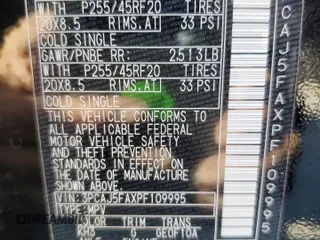 WITH P255/45RF20 TIRES
20X8.5 RIMS.AT 33 PSI
COLD SINGLE
GAWR/PNBE RR: 2513LB
WITH P255/45RF20 TIRES
20X8.5 RIMS.AT 33 PSI
COLD SINGLE
THIS VEHICLE CONFORMS TO
ALL APPLICABLE FEDERAL
MOTOR VEHICLE SAFETY
AND THEFT PREVENTION
STANDARDS IN EFFECT ON
THE DATE OF MANUFACTURE
AS SHOWN ABOVE.
VIN: 3PCAJ5FAXPF109995
TYPE:MPV
COLOR TRIM TRANS
KH3 G GE0F10A
CAJ5FAXPF109995